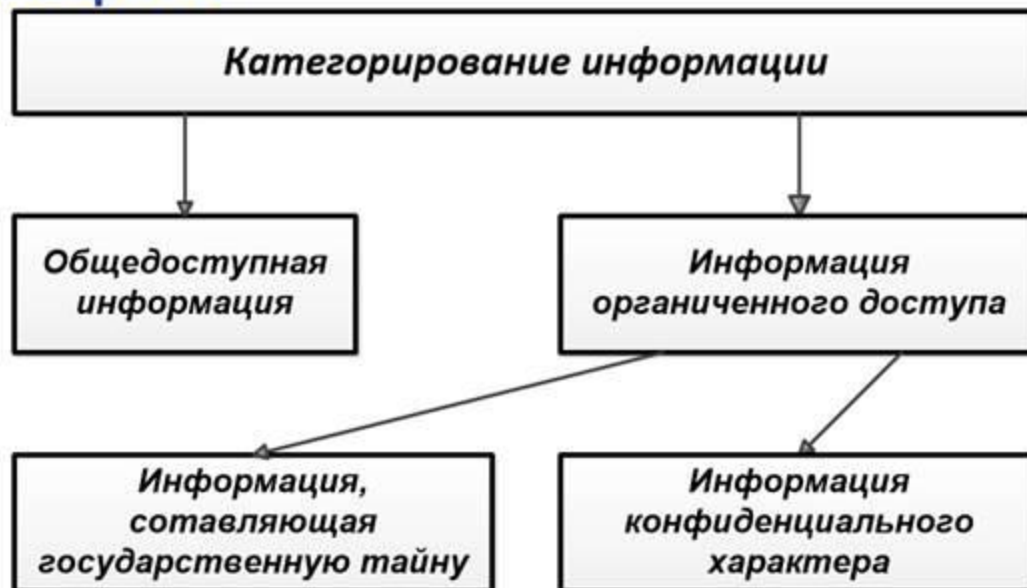 Категорирование информации
Общедоступная
информация
Информация
органиченного доступа
Информация,
сотавляющая
государственную тайну
Информация
конфиденциального
характера